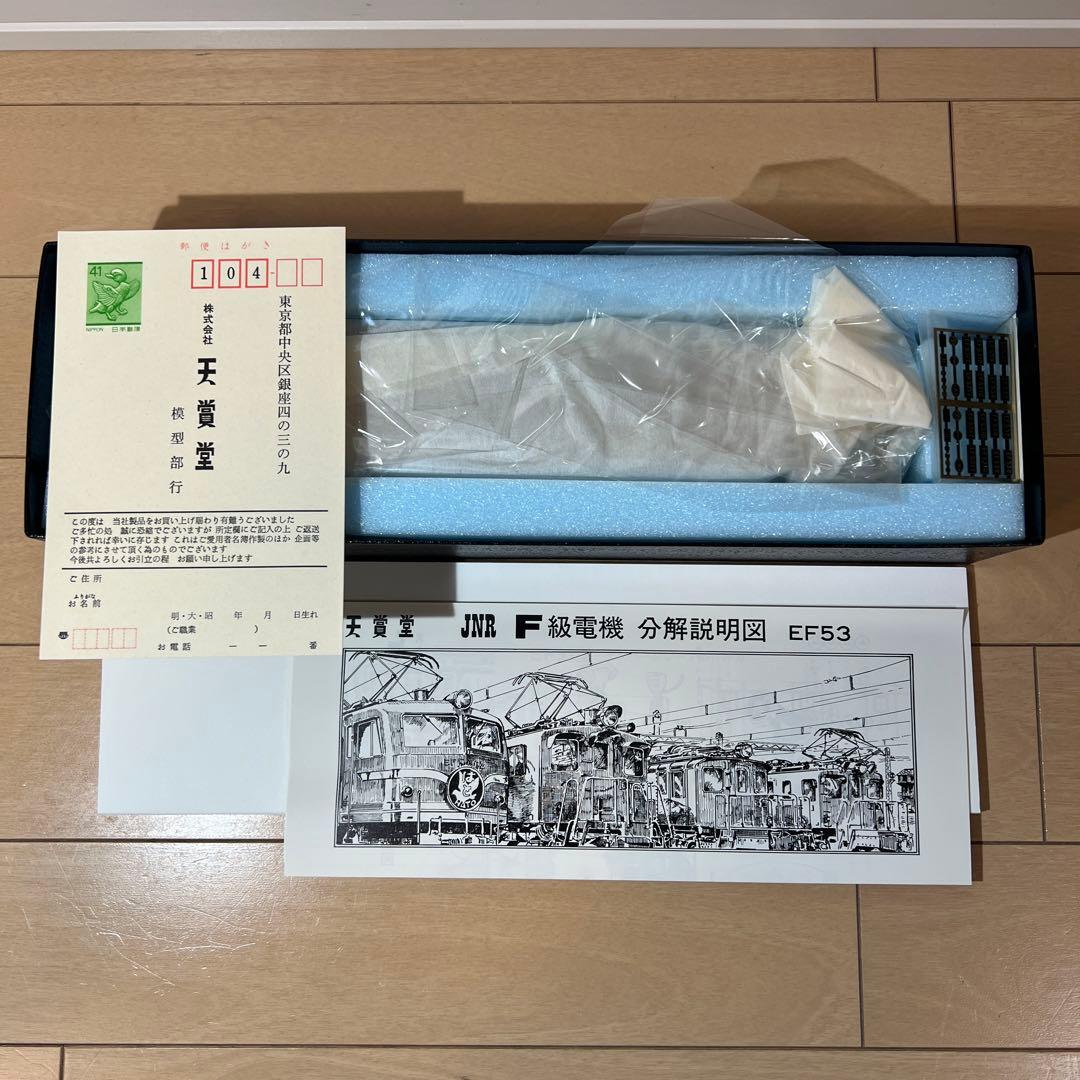 郵便はがき
41
NIPPON 日本郵便
104-
東京都中央区銀座四の三の九
株式会社
天賞堂
模型部行
この度は 当社製品をお買い上げ賜わり有難うございました
ご多忙の処 誠に恐縮でございますが 所定欄にご記入の上 ご返送
下されば幸いに存じます これはご愛用者名簿作製のほか 企画等
の参考にさせて頂く為のものでございます
今後共よろしくお引立の程 お願い申し上げます
ご住所
ふりがな
お名前
明・大・昭 年 月 日生れ
(ご職業 )
お電話 ー ー 番
天賞堂 JNR F級電機 分解説明図 EF53
HATO